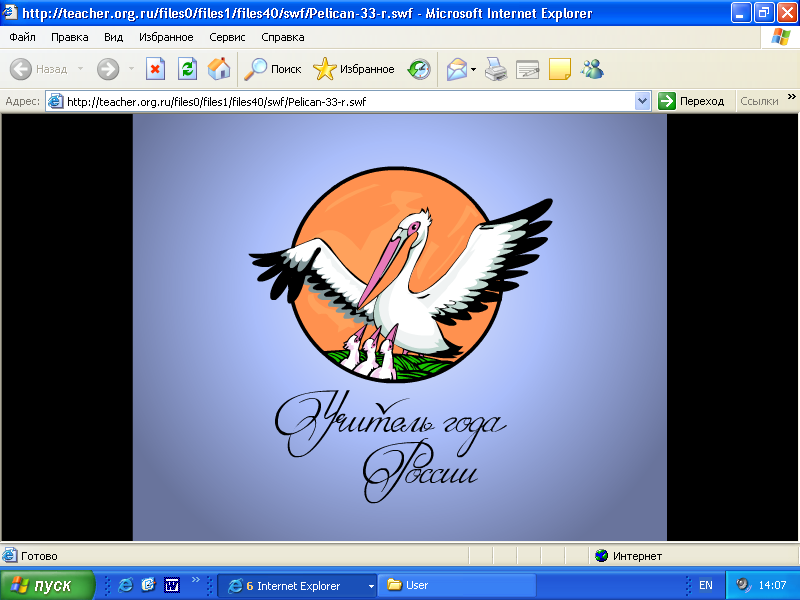 http://teacher.org.ru/files0/files1/files40/swf/Pelican-33-r.swf - Microsoft Internet Explorer
Файл Правка Вид Избранное Сервис Справка
Назад Поиск Избранное
Адрес: http://teacher.org.ru/files0/files1/files40/swf/Pelican-33-r.swf Переход Ссылки »
Учитель года
России
Готово Интернет
пуск W » 6 Internet Explorer User EN 14:07